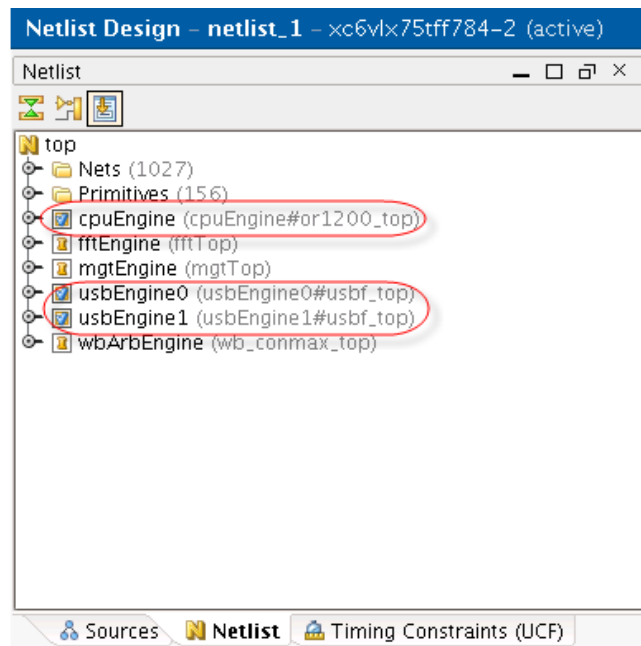 Netlist Design – netlist_1 – xc6vlx75tff784–2 (active)
Netlist
top
Nets (1027)
Primitives (156)
cpuEngine (cpuEngine#or1200_top)
fftEngine (fftTop)
mgtEngine (mgtTop)
usbEngine0 (usbEngine0#usbf_top)
usbEngine1 (usbEngine1#usbf_top)
wbArbEngine (wb_conmax_top)
Sources Netlist Timing Constraints (UCF)